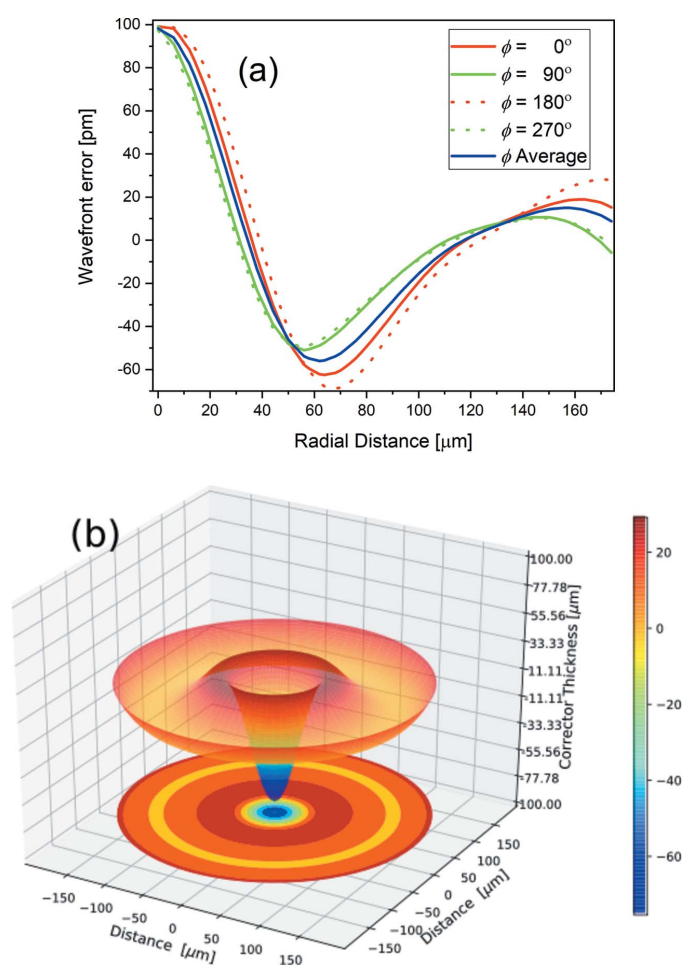 100
80
60
40
20
0
-20
-40
-60
Wavefront error [pm]
(a)
ϕ = 0°
ϕ = 90°
ϕ = 180°
ϕ = 270°
ϕ Average
0 20 40 60 80 100 120 140 160
Radial Distance [μm]
(b)
100.00
77.78
55.56
33.33
11.11
-11.11
-33.33
-55.56
-77.78
-100.00
Corrector Thickness [μm]
-150 -100 -50 0 50 100 150
Distance [μm]
-150 -100 -50 0 50 100 150
Distance [μm]
20
0
−20
−40
−60